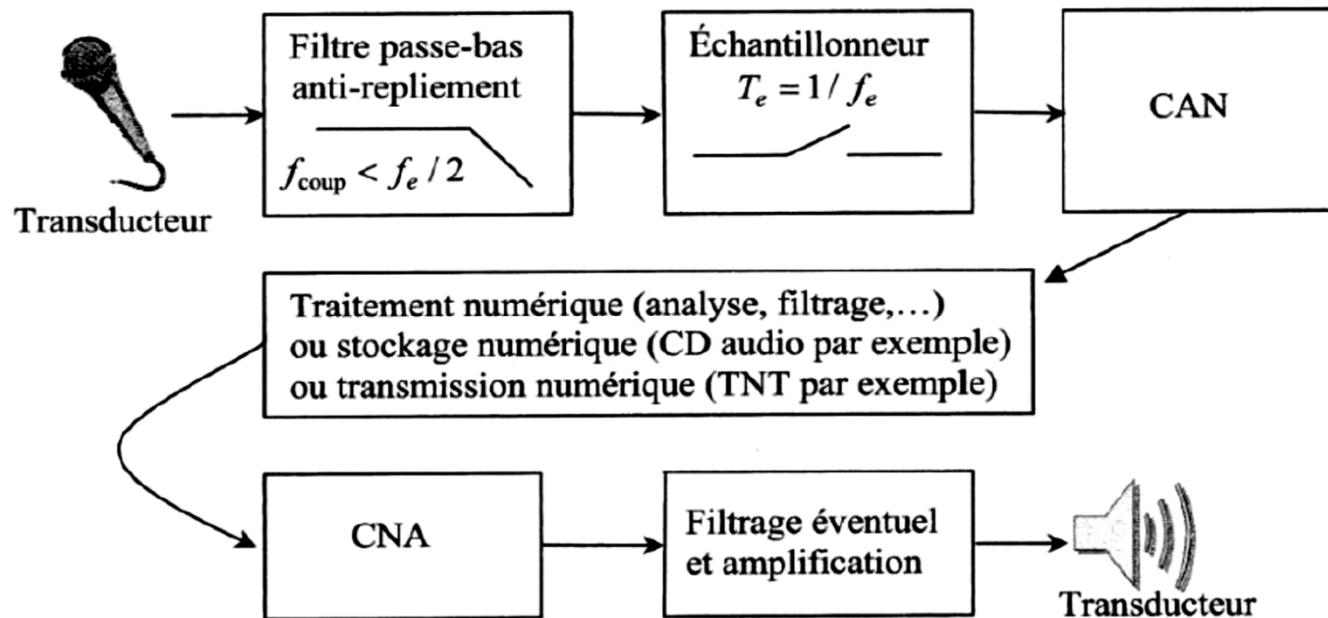 Filtre passe-bas
anti-repliement
f_coup < f_e / 2
Transducteur
Échantillonneur
T_e = 1/ f_e
CAN
Traitement numérique (analyse, filtrage,…)
ou stockage numérique (CD audio par exemple)
ou transmission numérique (TNT par exemple)
CNA
Filtrage éventuel
et amplification
Transducteur